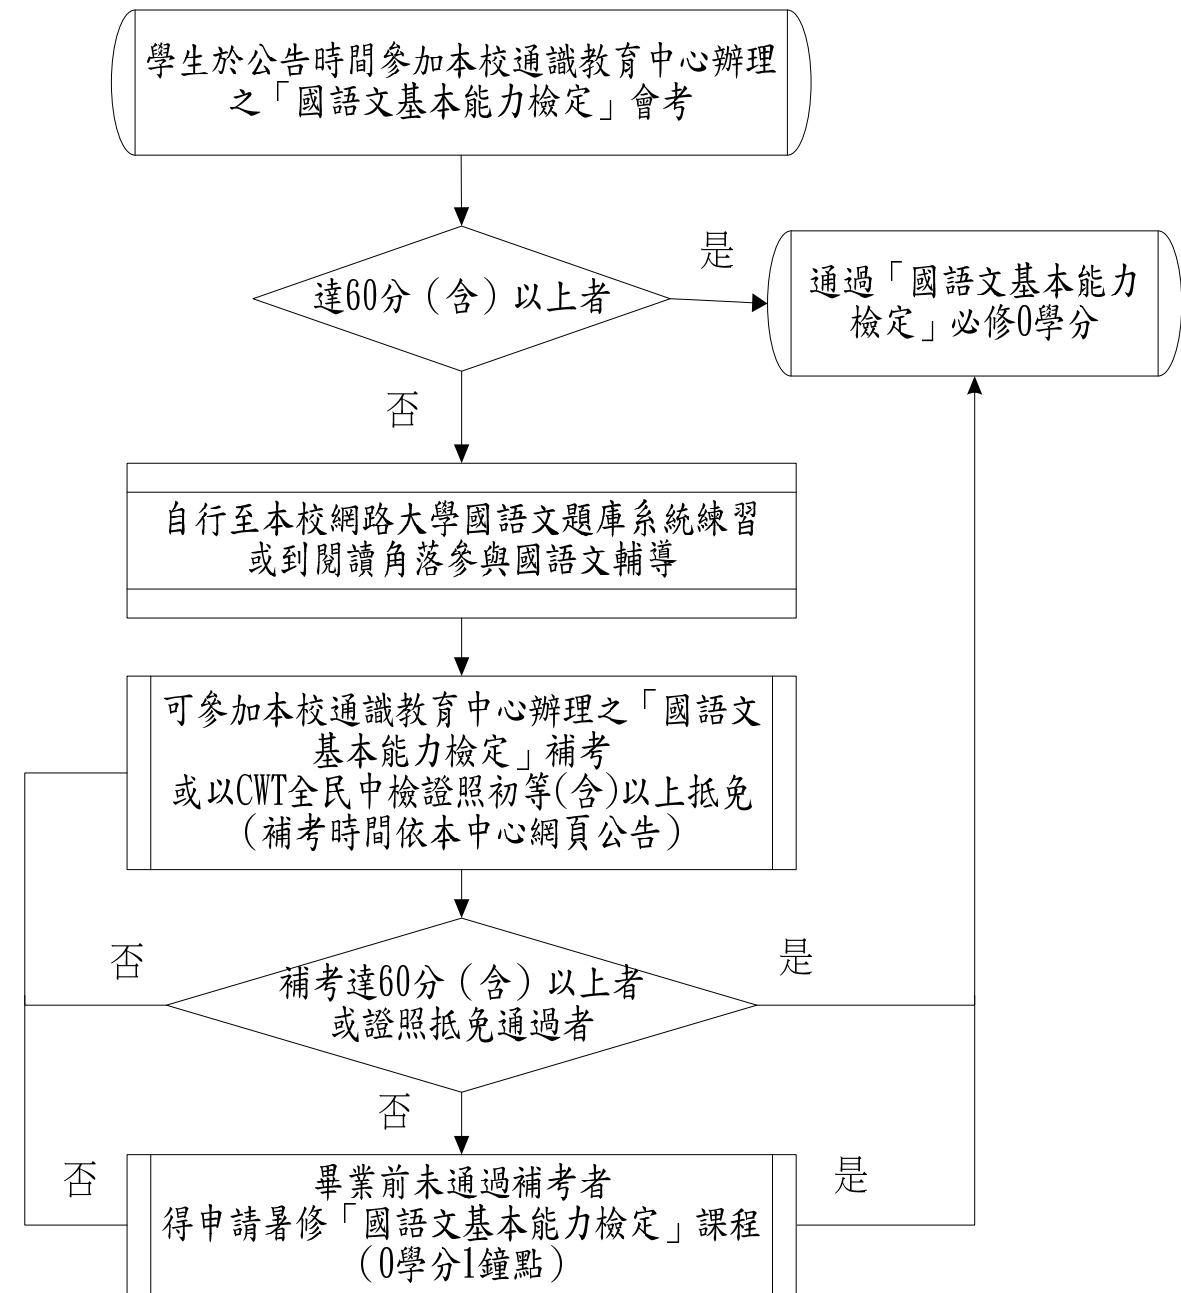 學生於公告時間參加本校通識教育中心辦理
之「國語文基本能力檢定」會考
達60分（含）以上者
是
通過「國語文基本能力
檢定」必修0學分
否
自行至本校網路大學國語文題庫系統練習
或到閱讀角落參與國語文輔導
可參加本校通識教育中心辦理之「國語文
基本能力檢定」補考
或以CWT全民中檢證照初等(含)以上抵免
（補考時間依本中心網頁公告）
否
是
補考達60分（含）以上者
或證照抵免通過者
否
否
是
畢業前未通過補考者
得申請暑修「國語文基本能力檢定」課程
（0學分1鐘點）